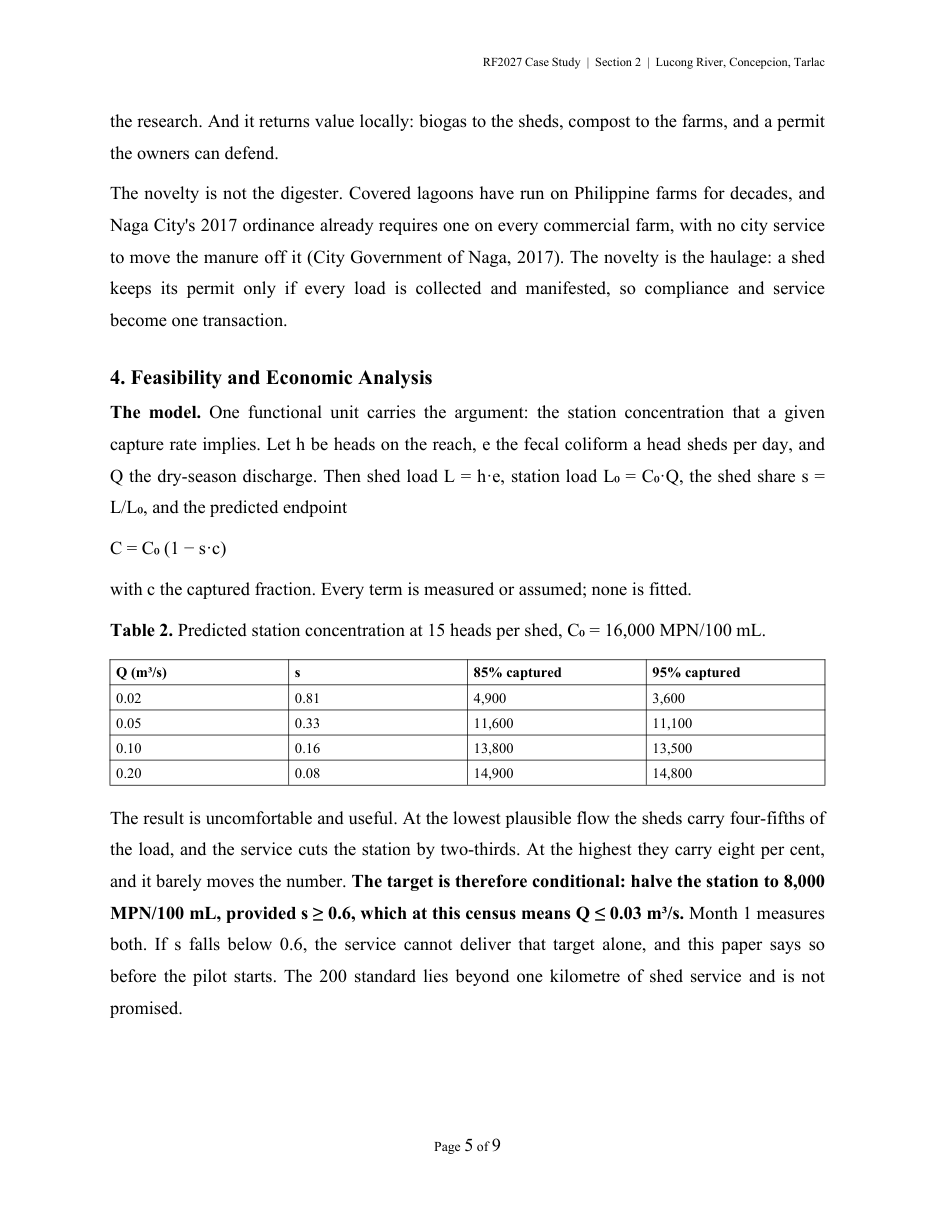 RF2027 Case Study | Section 2 | Lucong River, Concepcion, Tarlac
the research. And it returns value locally: biogas to the sheds, compost to the farms, and a permit
the owners can defend.
The novelty is not the digester. Covered lagoons have run on Philippine farms for decades, and
Naga City's 2017 ordinance already requires one on every commercial farm, with no city service
to move the manure off it (City Government of Naga, 2017). The novelty is the haulage: a shed
keeps its permit only if every load is collected and manifested, so compliance and service
become one transaction.
4. Feasibility and Economic Analysis
The model. One functional unit carries the argument: the station concentration that a given
capture rate implies. Let h be heads on the reach, e the fecal coliform a head sheds per day, and
Q the dry-season discharge. Then shed load L = h·e, station load L₀ = C₀·Q, the shed share s =
L/L₀, and the predicted endpoint
C = C₀ (1 − s·c)
with c the captured fraction. Every term is measured or assumed; none is fitted.
Table 2. Predicted station concentration at 15 heads per shed, C₀ = 16,000 MPN/100 mL.
Q (m³/s) s 85% captured 95% captured
0.02 0.81 4,900 3,600
0.05 0.33 11,600 11,100
0.10 0.16 13,800 13,500
0.20 0.08 14,900 14,800
The result is uncomfortable and useful. At the lowest plausible flow the sheds carry four-fifths of
the load, and the service cuts the station by two-thirds. At the highest they carry eight per cent,
and it barely moves the number. The target is therefore conditional: halve the station to 8,000
MPN/100 mL, provided s ≥ 0.6, which at this census means Q ≤ 0.03 m³/s. Month 1 measures
both. If s falls below 0.6, the service cannot deliver that target alone, and this paper says so
before the pilot starts. The 200 standard lies beyond one kilometre of shed service and is not
promised.
Page 5 of 9